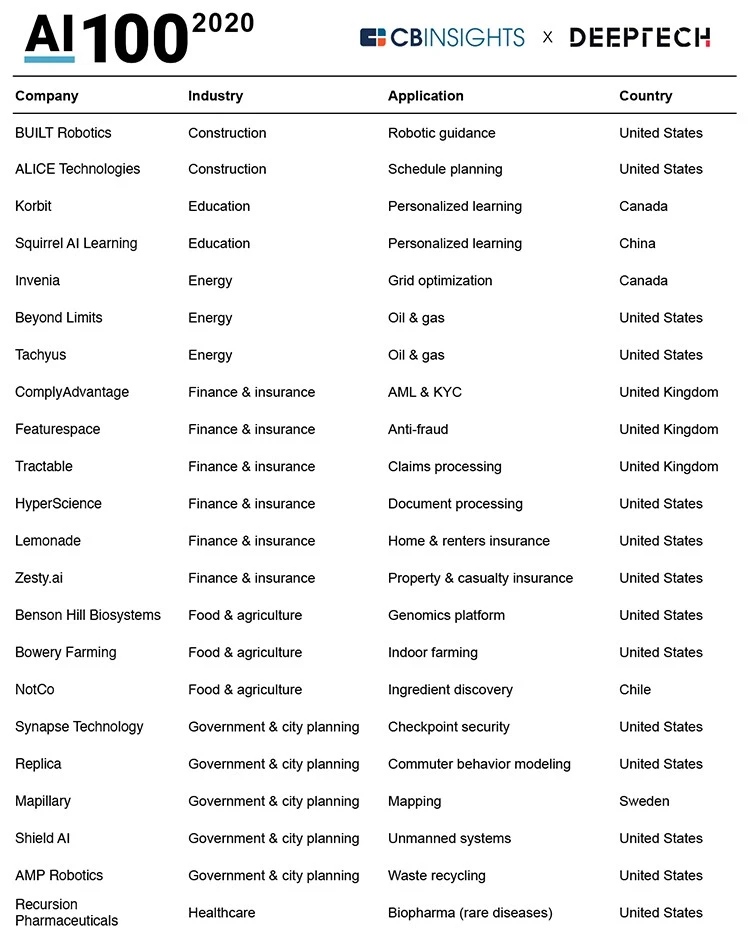 AI100 2020
CBINSIGHTS x DEEPTECH
Company Industry Application Country
BUILT Robotics Construction Robotic guidance United States
ALICE Technologies Construction Schedule planning United States
Korbit Education Personalized learning Canada
Squirrel AI Learning Education Personalized learning China
Invenia Energy Grid optimization Canada
Beyond Limits Energy Oil & gas United States
Tachyus Energy Oil & gas United States
ComplyAdvantage Finance & insurance AML & KYC United Kingdom
Featurespace Finance & insurance Anti-fraud United Kingdom
Tractable Finance & insurance Claims processing United Kingdom
HyperScience Finance & insurance Document processing United States
Lemonade Finance & insurance Home & renters insurance United States
Zesty.ai Finance & insurance Property & casualty insurance United States
Benson Hill Biosystems Food & agriculture Genomics platform United States
Bowery Farming Food & agriculture Indoor farming United States
NotCo Food & agriculture Ingredient discovery Chile
Synapse Technology Government & city planning Checkpoint security United States
Replica Government & city planning Commuter behavior modeling United States
Mapillary Government & city planning Mapping Sweden
Shield AI Government & city planning Unmanned systems United States
AMP Robotics Government & city planning Waste recycling United States
Recursion
Pharmaceuticals Healthcare Biopharma (rare diseases) United States